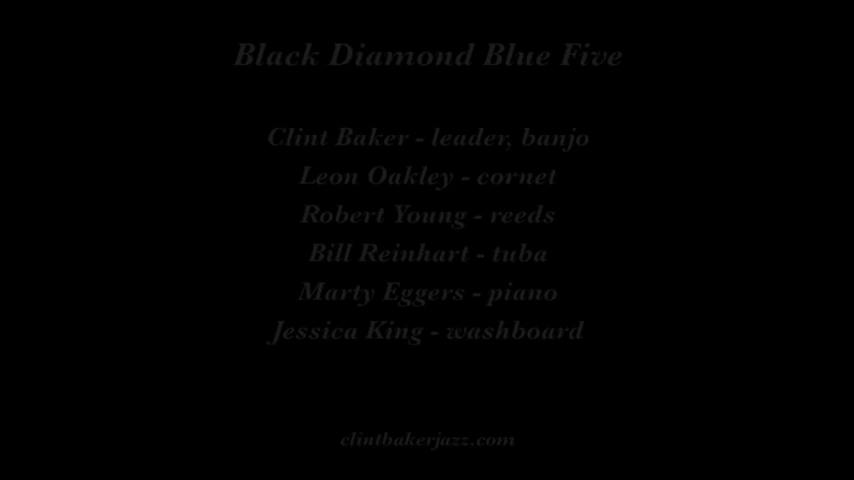 Black Diamond Blue Five
Clint Baker - leader, banjo
Leon Oakley - cornet
Robert Young - reeds
Bill Reinhart - tuba
Marty Eggers - piano
Jessica King - washboard
clintbakerjazz.com